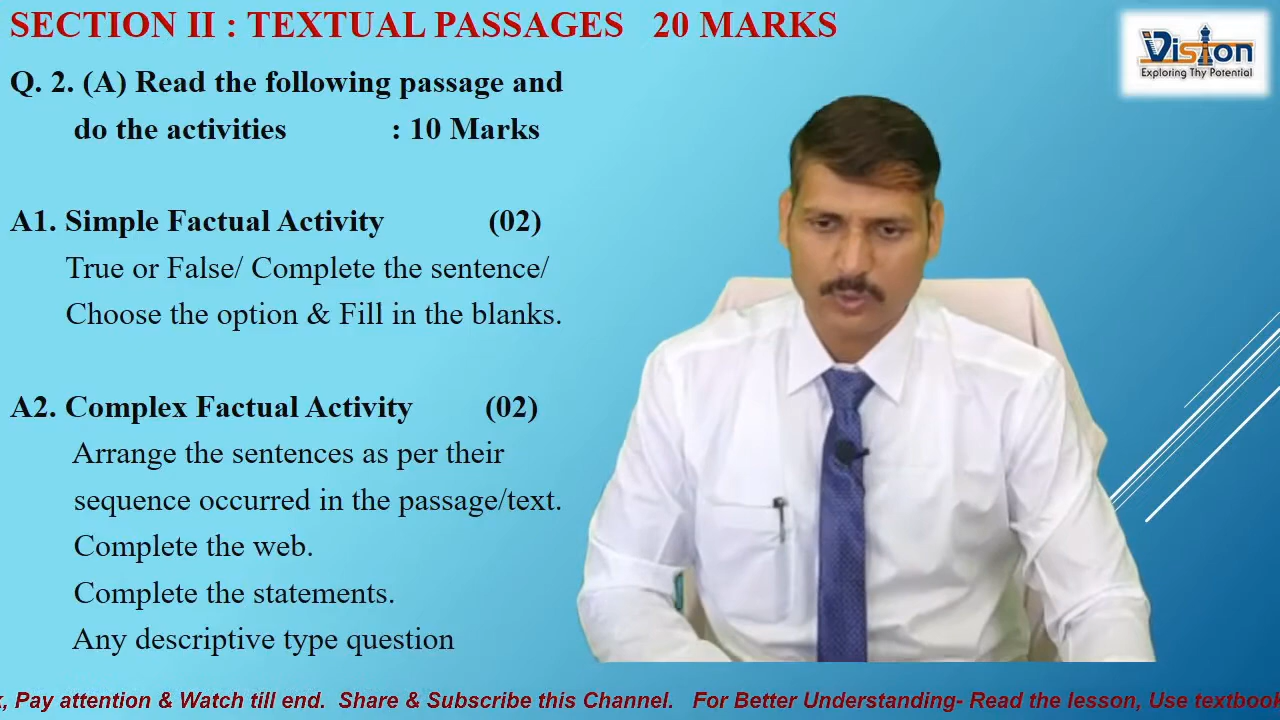 SECTION II : TEXTUAL PASSAGES 20 MARKS
Vision
Exploring Thy Potential
Q. 2. (A) Read the following passage and
do the activities : 10 Marks
A1. Simple Factual Activity (02)
True or False/ Complete the sentence/
Choose the option & Fill in the blanks.
A2. Complex Factual Activity (02)
Arrange the sentences as per their
sequence occurred in the passage/text.
Complete the web.
Complete the statements.
Any descriptive type question
, Pay attention & Watch till end. Share & Subscribe this Channel. For Better Understanding- Read the lesson, Use textbook